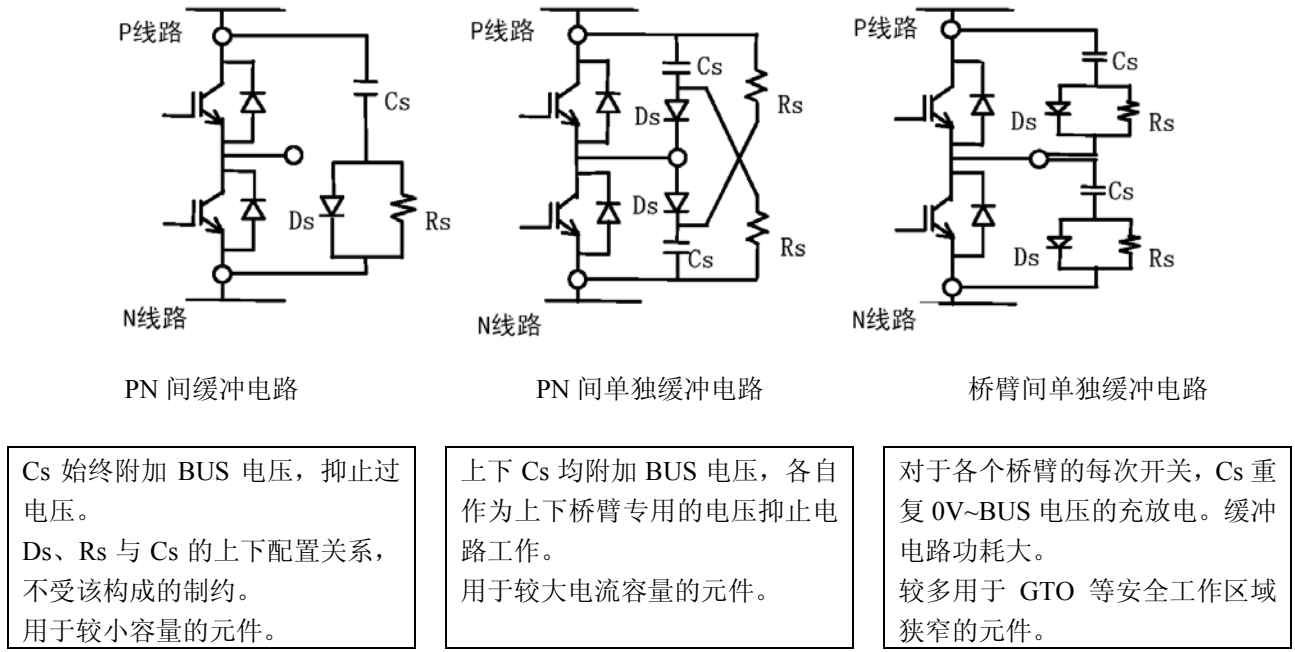 P线路
Cs
Ds
Rs
N线路
P线路
Cs
Rs
Ds
Ds
Rs
Cs
N线路
P线路
Cs
Ds
Rs
Cs
Ds
Rs
N线路
PN 间缓冲电路
PN 间单独缓冲电路
桥臂间单独缓冲电路
Cs 始终附加 BUS 电压，抑止过
电压。
Ds、Rs 与 Cs 的上下配置关系，
不受该构成的制约。
用于较小容量的元件。
上下 Cs 均附加 BUS 电压，各自
作为上下桥臂专用的电压抑止电
路工作。
用于较大电流容量的元件。
对于各个桥臂的每次开关，Cs 重
复 0V~BUS 电压的充放电。缓冲
电路功耗大。
较多用于 GTO 等安全工作区域
狭窄的元件。